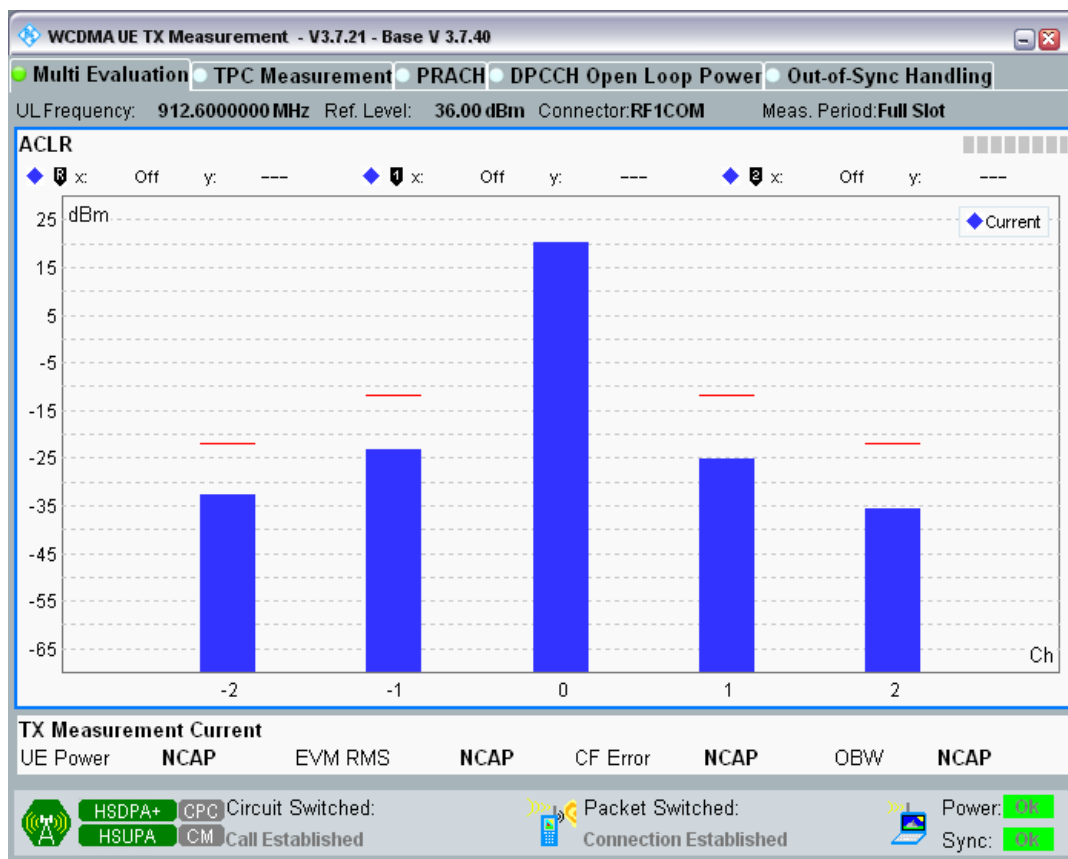 WCDMA UE TX Measurement - V3.7.21 - Base V 3.7.40
Multi Evaluation TPC Measurement PRACH DPCCH Open Loop Power Out-of-Sync Handling
UL Frequency: 912.6000000 MHz Ref. Level: 36.00 dBm Connector:RF1COM Meas. Period:Full Slot
ACLR
R x: Off y: --- 1 x: Off y: --- 2 x: Off y: ---
dBm
Current
25
15
5
-5
-15
-25
-35
-45
-55
-65
Ch
-2 -1 0 1 2
TX Measurement Current
UE Power NCAP EVM RMS NCAP CF Error NCAP OBW NCAP
HSDPA+ CPC Circuit Switched: Packet Switched: Power: Ok
HSUPA CM Call Established Connection Established Sync: Ok